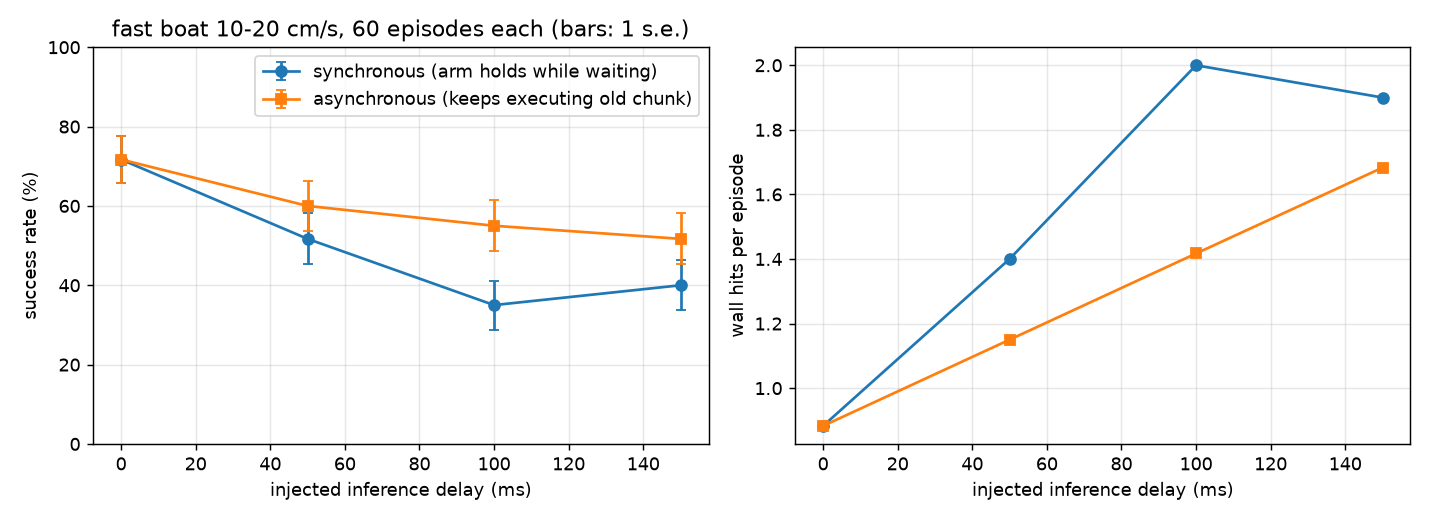 fast boat 10-20 cm/s, 60 episodes each (bars: 1 s.e.)
synchronous (arm holds while waiting)
asynchronous (keeps executing old chunk)
success rate (%)
100
80
60
40
20
0
0 20 40 60 80 100 120 140
injected inference delay (ms)
wall hits per episode
2.0
1.8
1.6
1.4
1.2
1.0
0 20 40 60 80 100 120 140
injected inference delay (ms)